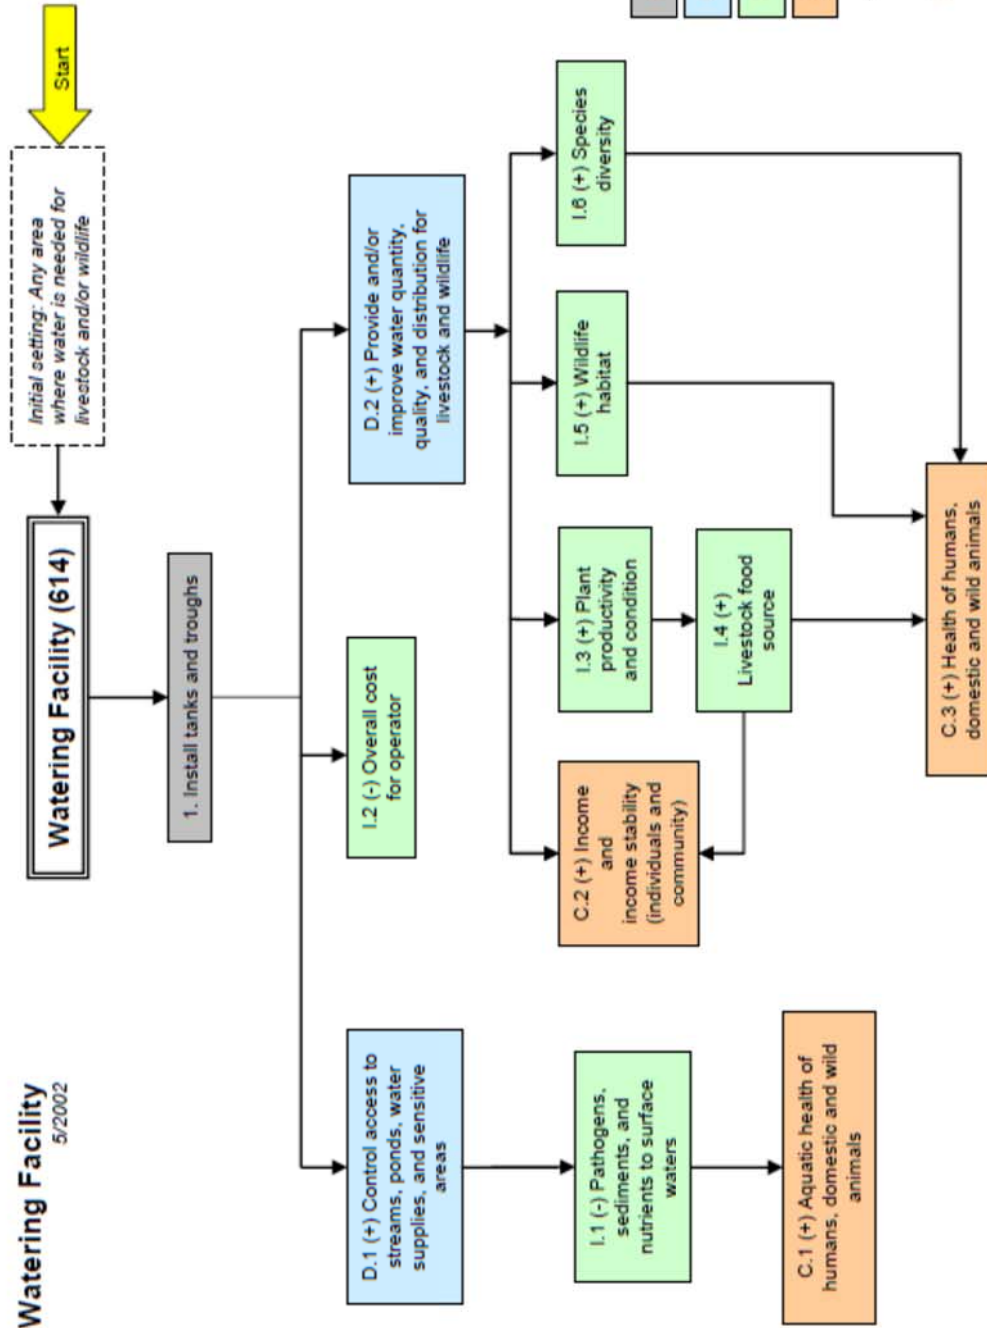 Watering Facility
5/2002
Start
Initial setting: Any area
where water is needed for
livestock and/or wildlife
Watering Facility (614)
1. Install tanks and troughs
D.1 (+) Control access to
streams, ponds, water
supplies, and sensitive
areas
I.2 (-) Overall cost
for operator
D.2 (+) Provide and/or
improve water quantity,
quality, and distribution for
livestock and wildlife
I.1 (-) Pathogens,
sediments, and
nutrients to surface
waters
C.2 (+) Income
and
income stability
(individuals and
community)
I.3 (+) Plant
productivity
and condition
I.5 (+) Wildlife
habitat
I.6 (+) Species
diversity
I.4 (+)
Livestock food
source
C.1 (+) Aquatic health of
humans, domestic and wild
animals
C.3 (+) Health of humans,
domestic and wild animals